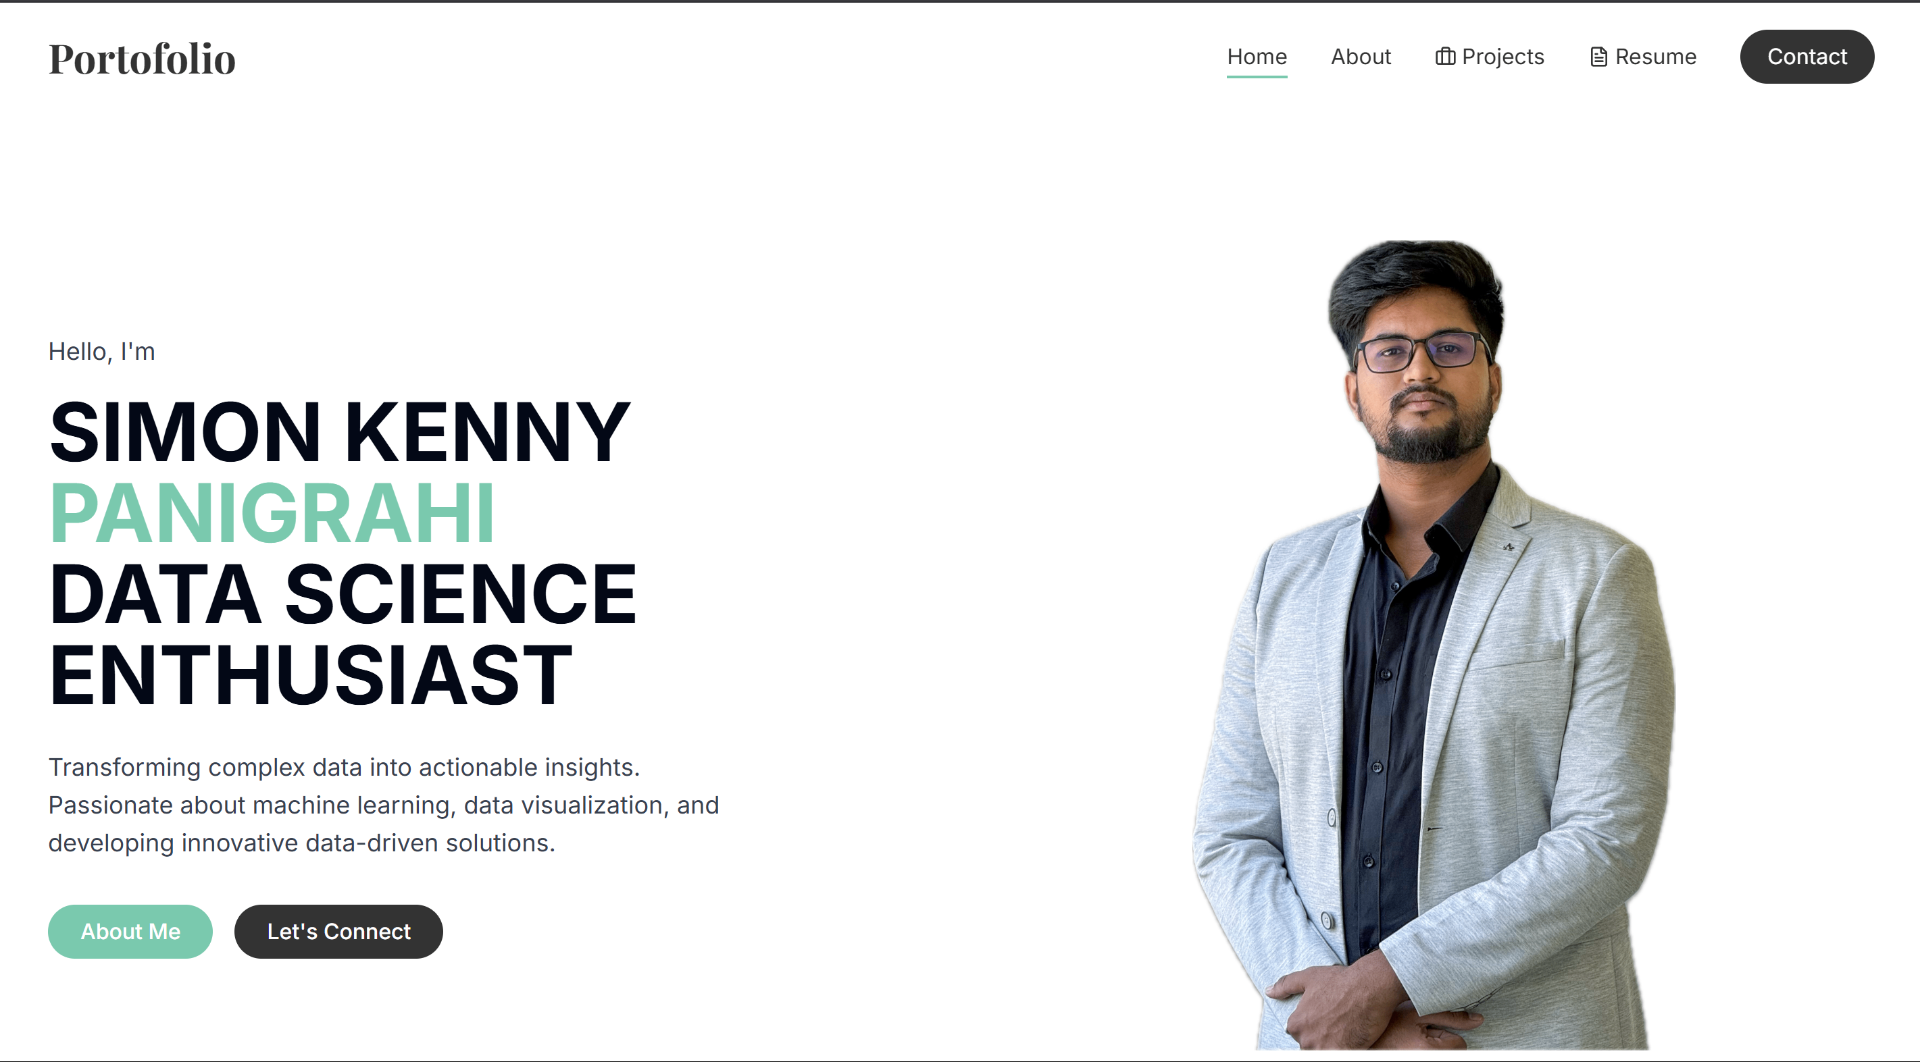 Portofolio
Home
About
Projects
Resume
Contact
Hello, I'm
SIMON KENNY
PANIGRAHI
DATA SCIENCE
ENTHUSIAST
Transforming complex data into actionable insights.
Passionate about machine learning, data visualization, and
developing innovative data-driven solutions.
About Me
Let's Connect